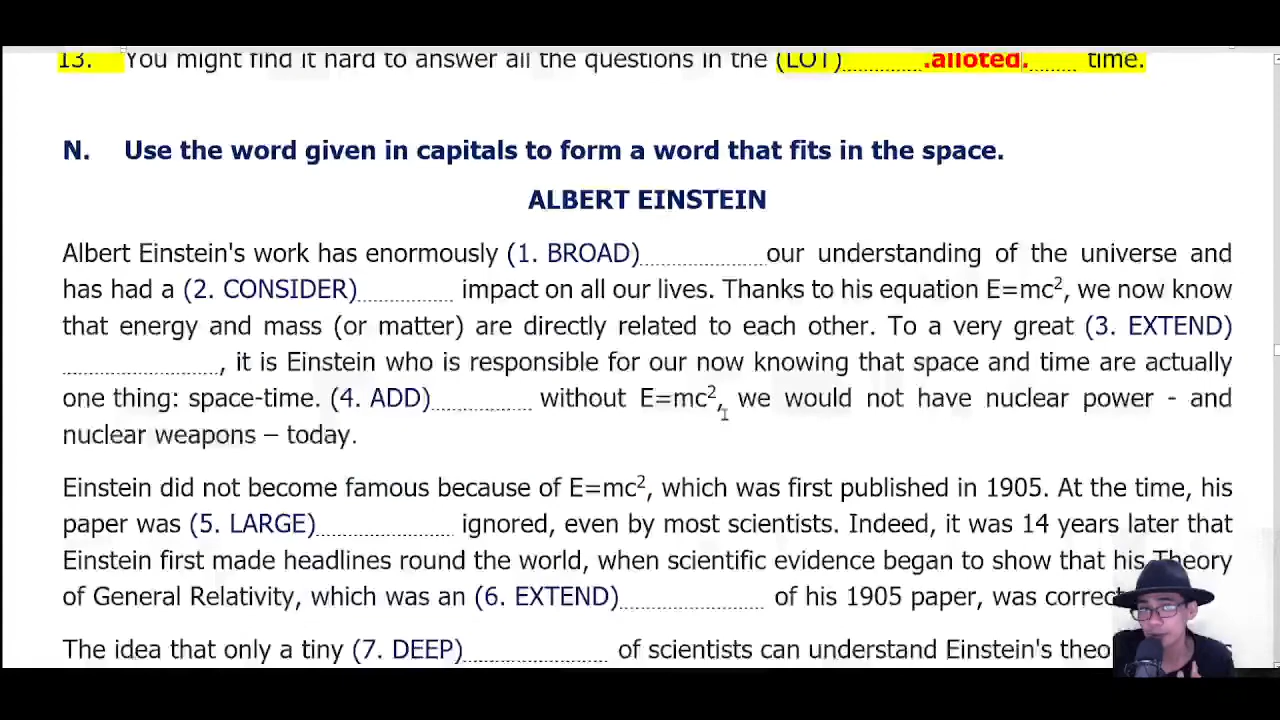 13. You might find it hard to answer all the questions in the (LOT)...............alloted......... time.
N. Use the word given in capitals to form a word that fits in the space.
ALBERT EINSTEIN
Albert Einstein's work has enormously (1. BROAD).................... our understanding of the universe and
has had a (2. CONSIDER)............... impact on all our lives. Thanks to his equation E=mc², we now know
that energy and mass (or matter) are directly related to each other. To a very great (3. EXTEND)
........................., it is Einstein who is responsible for our now knowing that space and time are actually
one thing: space-time. (4. ADD)................ without E=mc², we would not have nuclear power - and
nuclear weapons – today.
Einstein did not become famous because of E=mc², which was first published in 1905. At the time, his
paper was (5. LARGE)...................... ignored, even by most scientists. Indeed, it was 14 years later that
Einstein first made headlines round the world, when scientific evidence began to show that his Theory
of General Relativity, which was an (6. EXTEND)....................... of his 1905 paper, was correct
The idea that only a tiny (7. DEEP)....................... of scientists can understand Einstein's theo